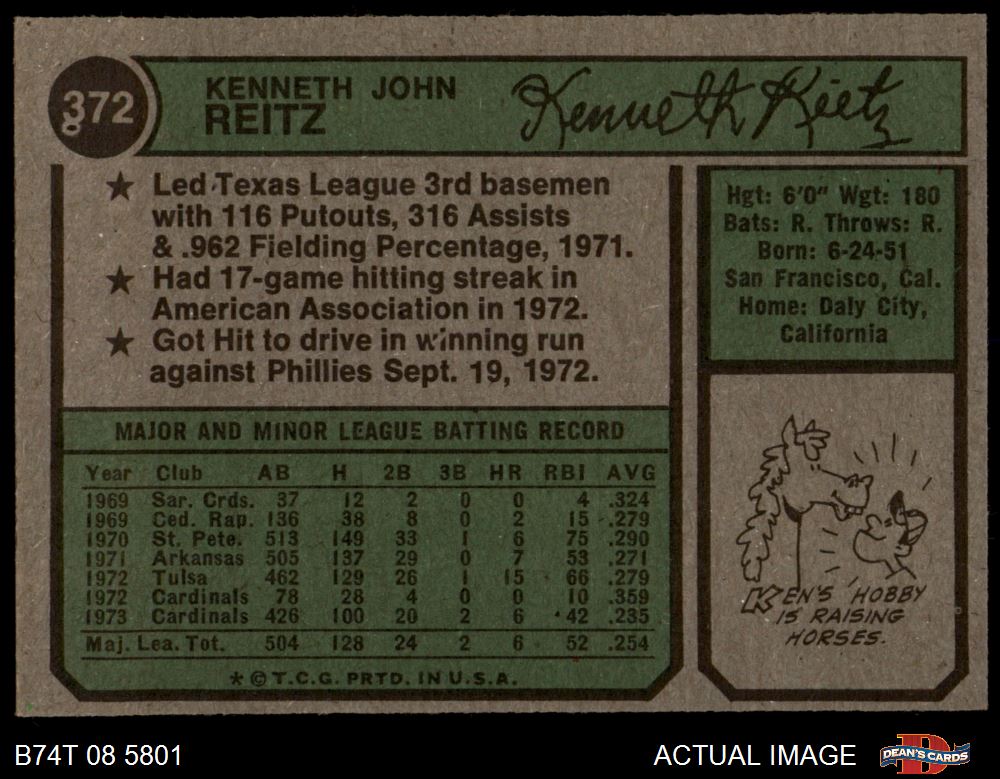 372
KENNETH JOHN
REITZ
Kenneth Reitz
★ Led Texas League 3rd basemen
with 116 Putouts, 316 Assists
& .962 Fielding Percentage, 1971.
★ Had 17-game hitting streak in
American Association in 1972.
★ Got Hit to drive in winning run
against Phillies Sept. 19, 1972.
Hgt: 6'0" Wgt: 180
Bats: R. Throws: R.
Born: 6-24-51
San Francisco, Cal.
Home: Daly City,
California
MAJOR AND MINOR LEAGUE BATTING RECORD
Year Club AB H 2B 3B HR RBI AVG
1969 Sar. Crds. 37 12 2 0 0 4 .324
1969 Ced. Rap. 136 38 8 0 2 15 .279
1970 St. Pete. 513 149 33 1 6 75 .290
1971 Arkansas 505 137 29 0 7 53 .271
1972 Tulsa 462 129 26 1 15 66 .279
1972 Cardinals 78 28 4 0 0 10 .359
1973 Cardinals 426 100 20 2 6 42 .235
Maj. Lea. Tot. 504 128 24 2 6 52 .254
* © T.C.G. PRTD. IN U.S.A.
KEN'S HOBBY
IS RAISING
HORSES.
B74T 08 5801
ACTUAL IMAGE
DEAN'S CARDS